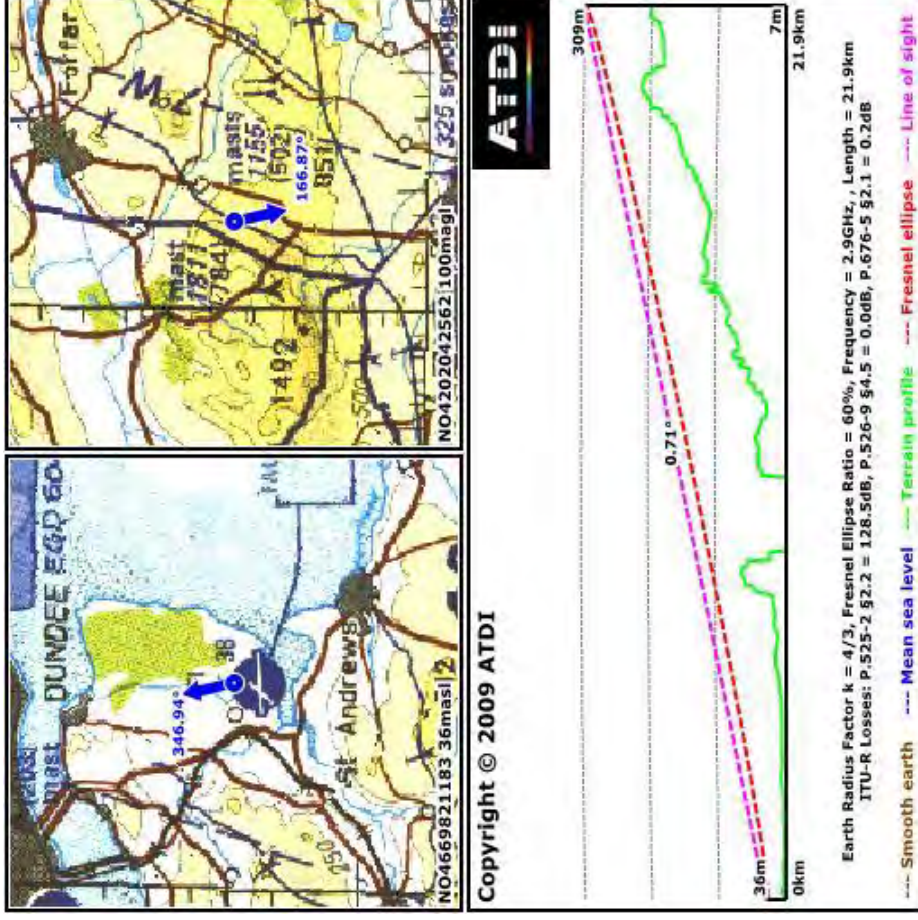 DUNDEE EGD 60
mast
346.94°
38
St Andrews
NO4669821183 36masl 2
Forfar
mast
masts
1155
(502)
851
166.87°
1492
325
NO4202042562 100magl
Copyright © 2009 ATDI
ATDI
309m
0.71°
36m
7m
0km
21.9km
Earth Radius Factor k = 4/3, Fresnel Ellipse Ratio = 60%, Frequency = 2.9GHz, , Length = 21.9km
ITU-R Losses: P.525-2 §2.2 = 128.5dB, P.526-9 §4.5 = 0.0dB, P.676-5 §2.1 = 0.2dB
--- Smooth earth --- Mean sea level --- Terrain profile --- Fresnel ellipse --- Line of sight